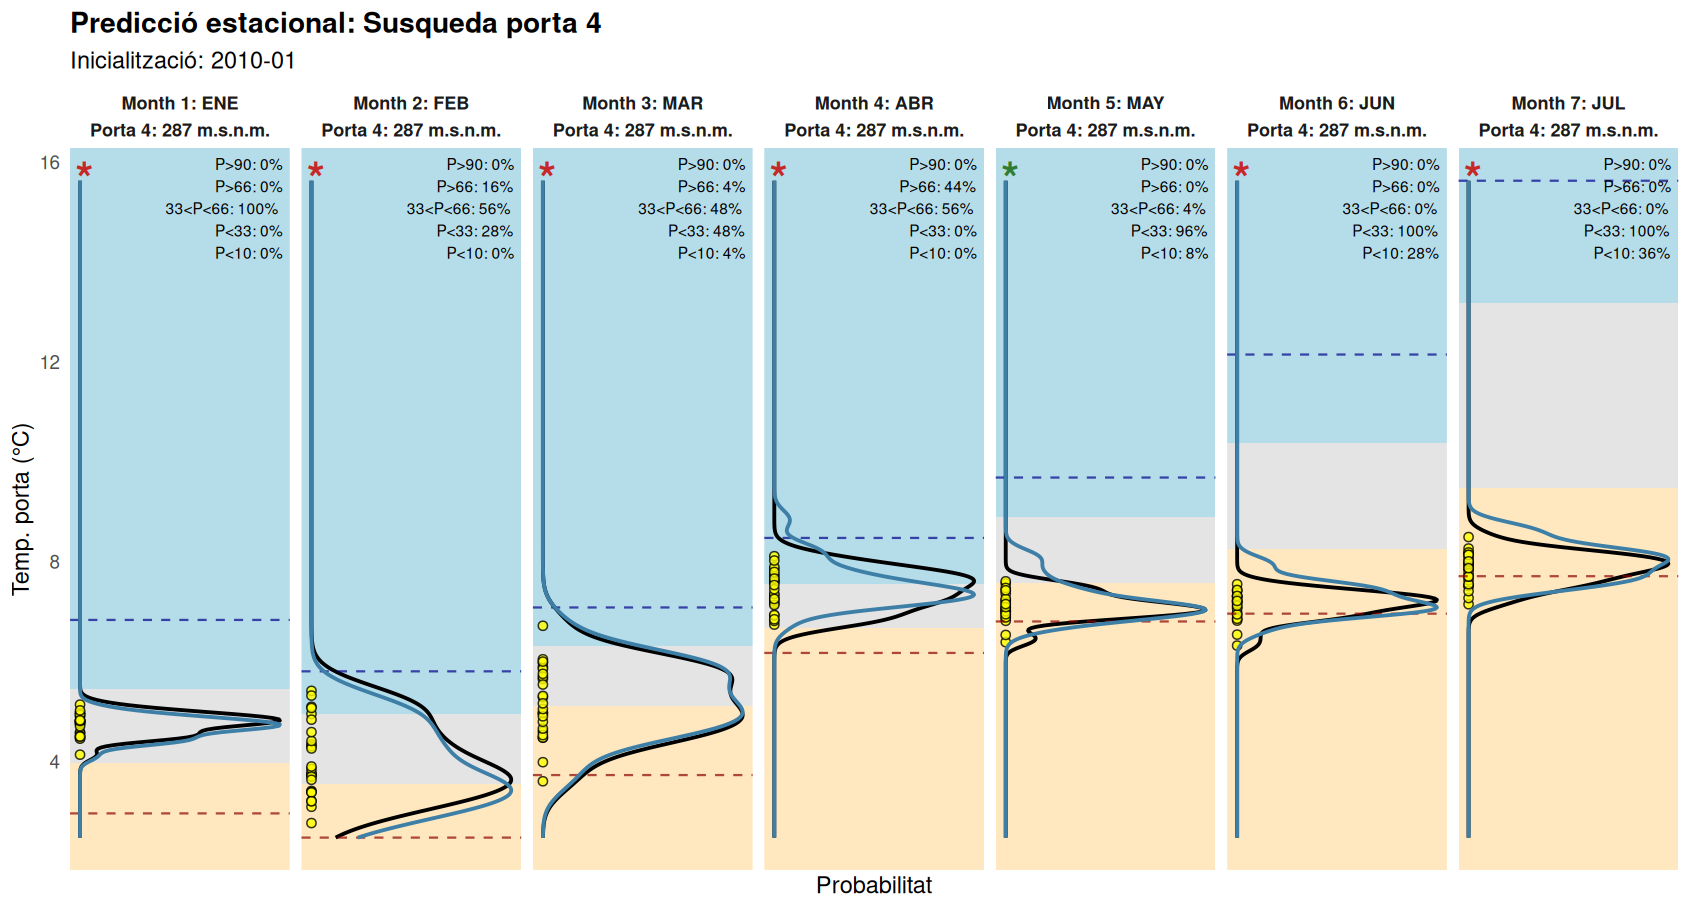 Predicció estacional: Susqueda porta 4
Inicialització: 2010-01
Month 1: ENE
Porta 4: 287 m.s.n.m.
Month 2: FEB
Porta 4: 287 m.s.n.m.
Month 3: MAR
Porta 4: 287 m.s.n.m.
Month 4: ABR
Porta 4: 287 m.s.n.m.
Month 5: MAY
Porta 4: 287 m.s.n.m.
Month 6: JUN
Porta 4: 287 m.s.n.m.
Month 7: JUL
Porta 4: 287 m.s.n.m.
Temp. porta (°C)
16
12
8
4
*
P>90: 0%
P>66: 0%
33<P<66: 100%
P<33: 0%
P<10: 0%
*
P>90: 0%
P>66: 16%
33<P<66: 56%
P<33: 28%
P<10: 0%
*
P>90: 0%
P>66: 4%
33<P<66: 48%
P<33: 48%
P<10: 4%
*
P>90: 0%
P>66: 44%
33<P<66: 56%
P<33: 0%
P<10: 0%
*
P>90: 0%
P>66: 0%
33<P<66: 4%
P<33: 96%
P<10: 8%
*
P>90: 0%
P>66: 0%
33<P<66: 0%
P<33: 100%
P<10: 28%
*
P>90: 0%
P>66: 0%
33<P<66: 0%
P<33: 100%
P<10: 36%
Probabilitat